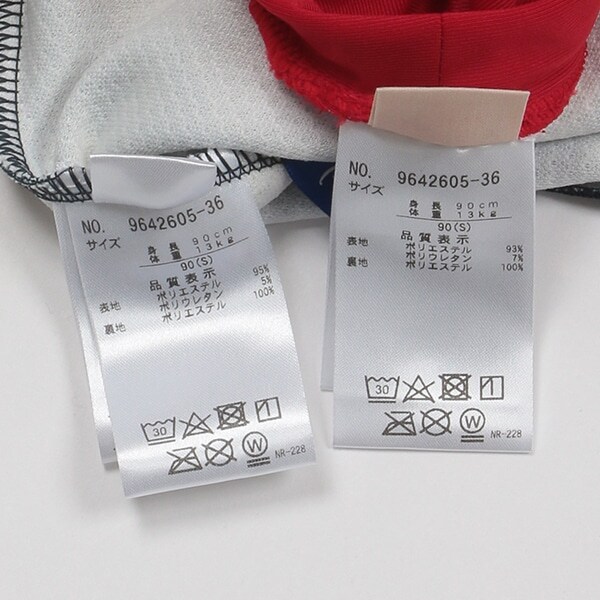 NO. 9642605-36
サイズ
身長 90cm
体重 13kg
90(S)
品質表示
表地 ポリエステル 95%
ポリウレタン 5%
裏地 ポリエステル 100%
30
W
NR-228
NO. 9642605-36
サイズ
身長 90cm
体重 13kg
90(S)
品質表示
表地 ポリエステル 93%
ポリウレタン 7%
裏地 ポリエステル 100%
30
W
NR-228